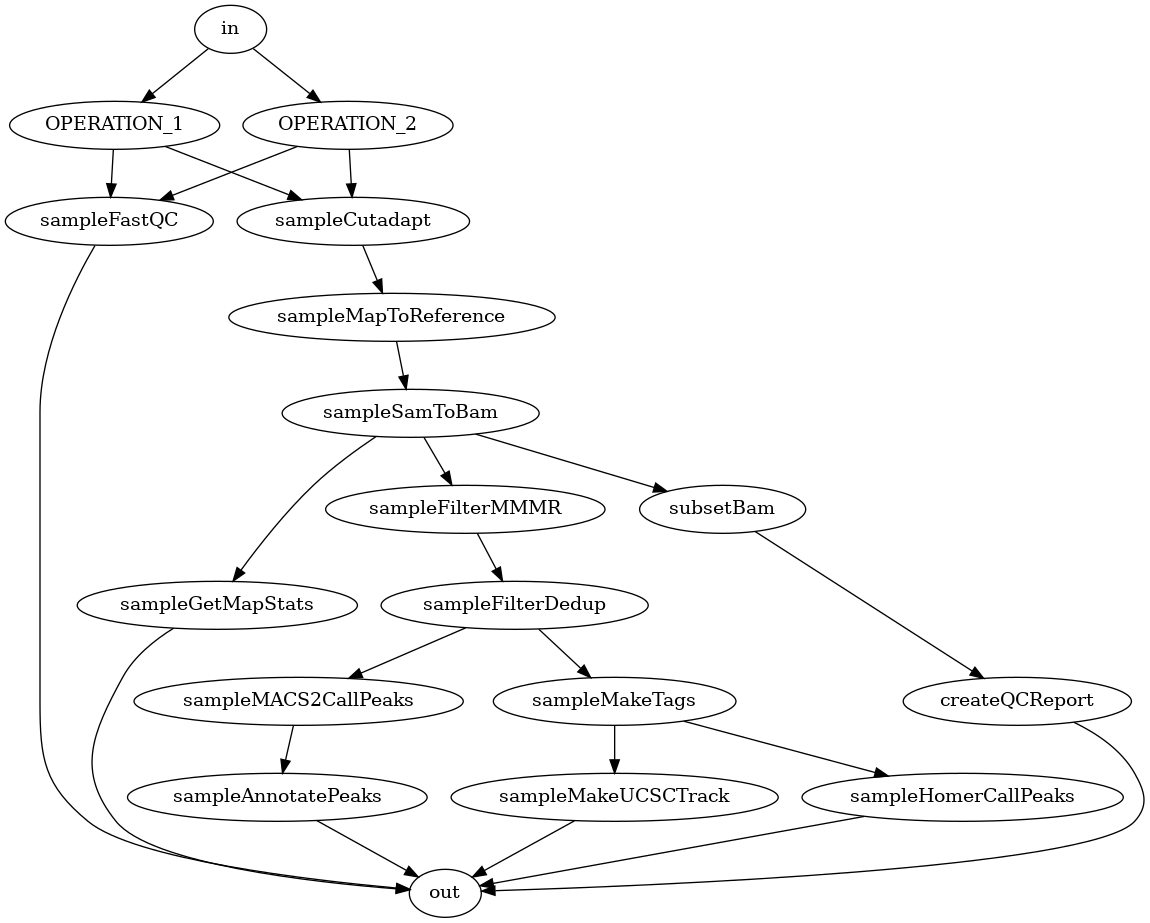 in
OPERATION_1
OPERATION_2
sampleFastQC
sampleCutadapt
sampleMapToReference
sampleSamToBam
sampleFilterMMMR
subsetBam
sampleGetMapStats
sampleFilterDedup
sampleMACS2CallPeaks
sampleMakeTags
createQCReport
sampleAnnotatePeaks
sampleMakeUCSCTrack
sampleHomerCallPeaks
out